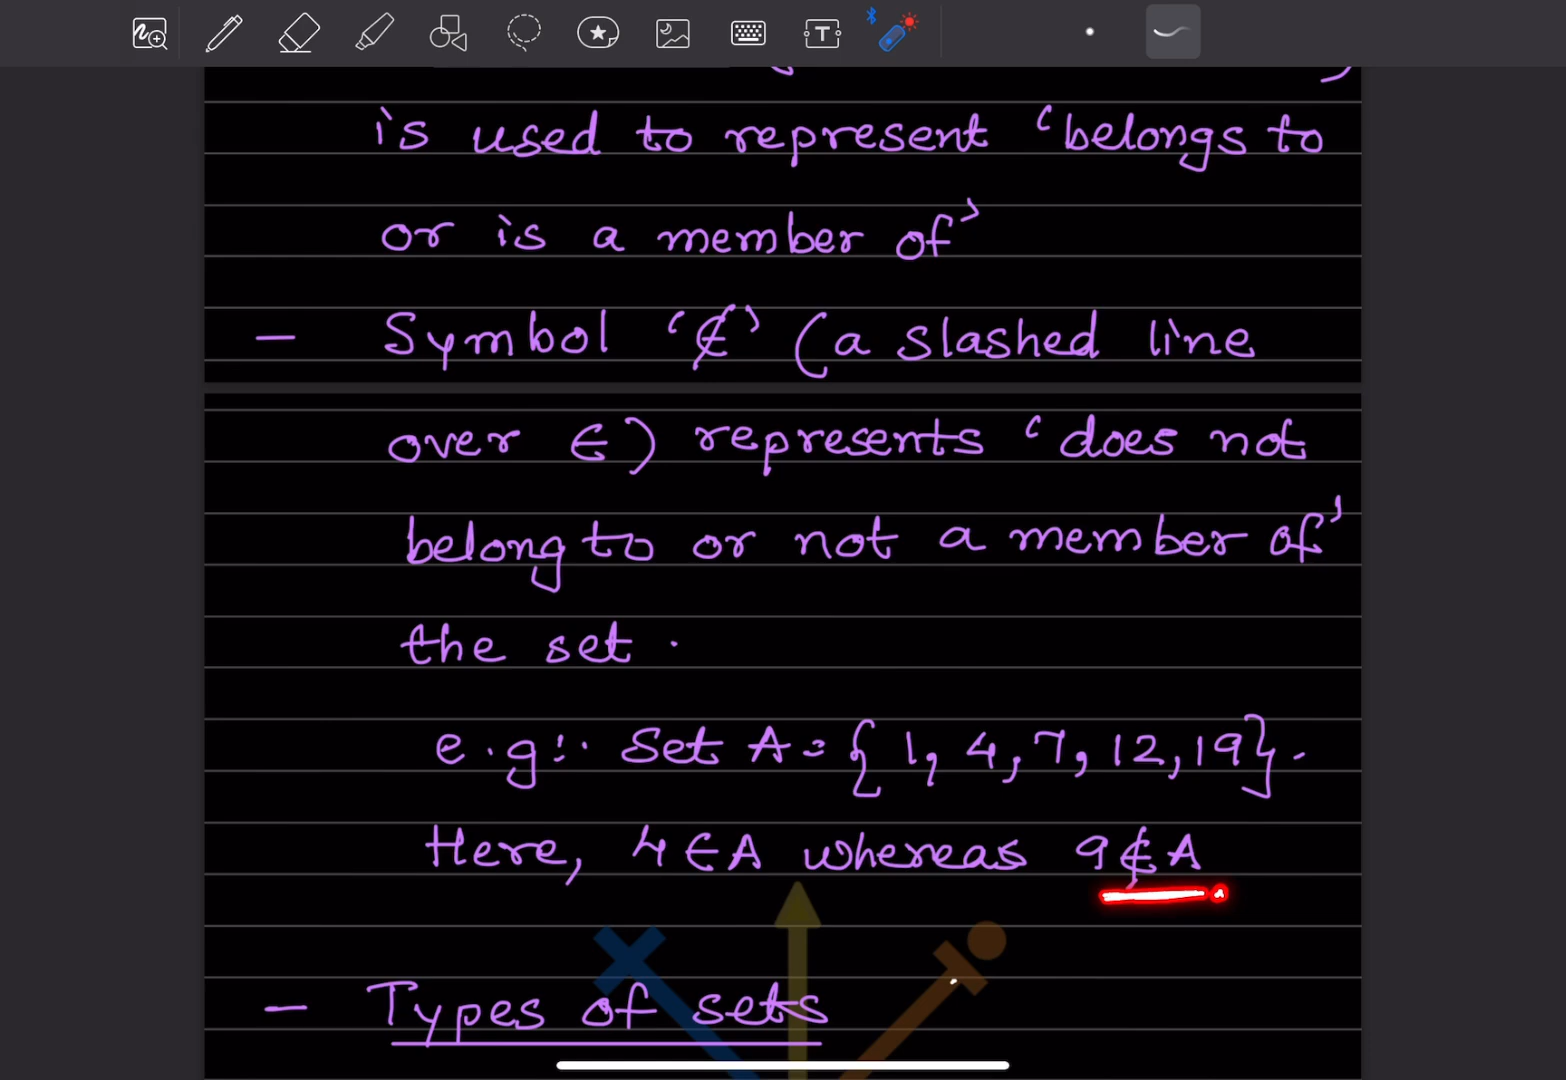 is used to represent 'belongs to
or is a member of'
— Symbol '∉' (a slashed line
over ∈) represents 'does not
belong to or not a member of'
the set .
e.g:. Set A = { 1, 4, 7, 12, 19}.
Here, 4 ∈ A whereas 9 ∉ A
— Types of sets